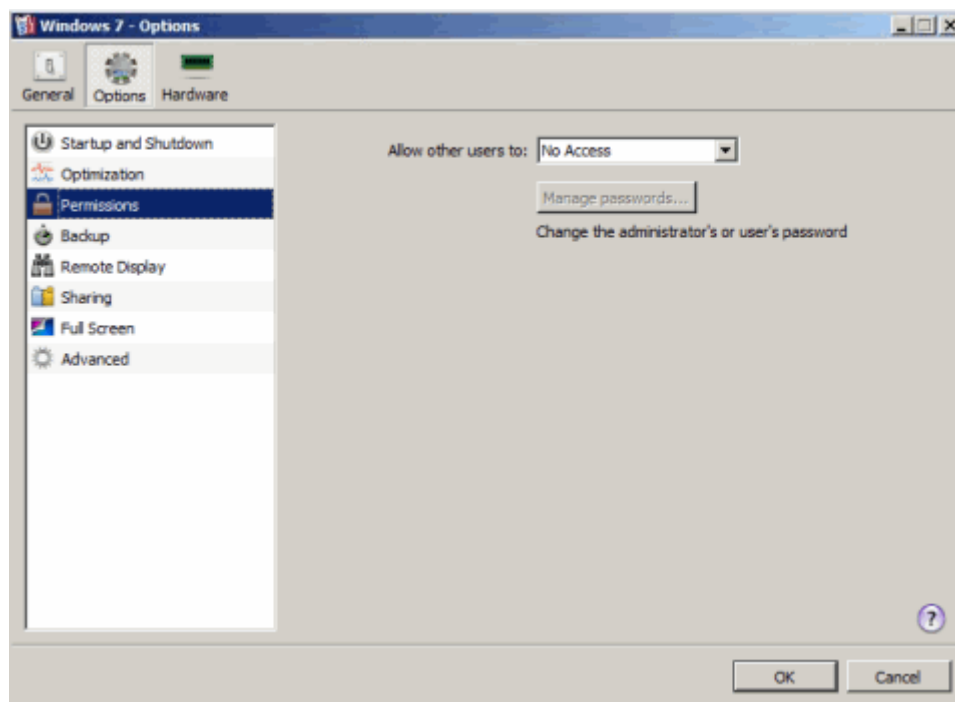 Windows 7 - Options
General Options Hardware
Startup and Shutdown
Optimization
Permissions
Backup
Remote Display
Sharing
Full Screen
Advanced
Allow other users to: No Access
Manage passwords...
Change the administrator's or user's password
?
OK Cancel